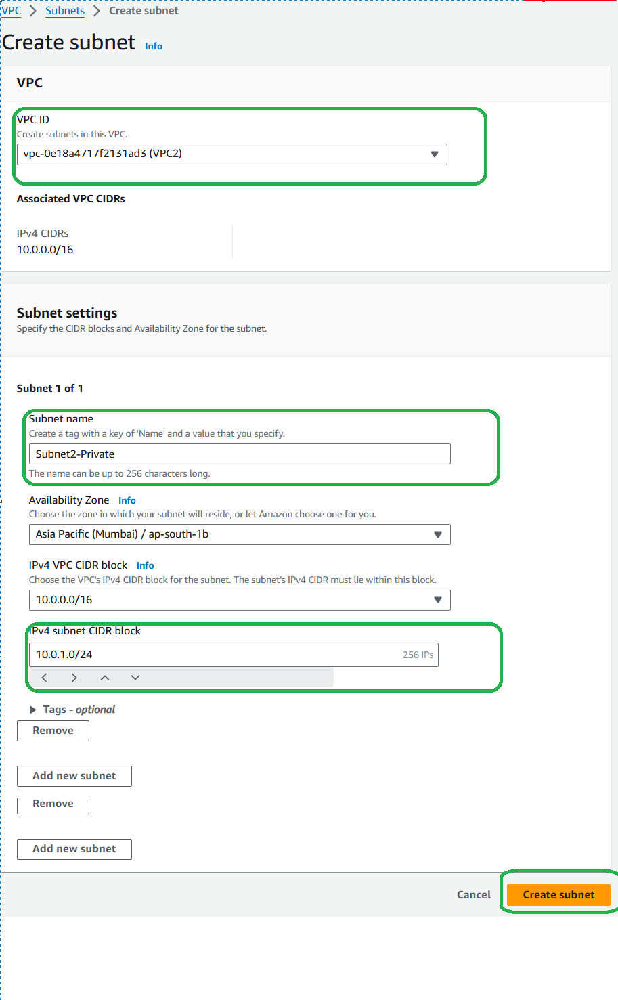 VPC > Subnets > Create subnet
Create subnet Info
VPC
VPC ID
Create subnets in this VPC.
vpc-0e18a4717f2131ad3 (VPC2)
Associated VPC CIDRs
IPv4 CIDRs
10.0.0.0/16
Subnet settings
Specify the CIDR blocks and Availability Zone for the subnet.
Subnet 1 of 1
Subnet name
Create a tag with a key of 'Name' and a value that you specify.
Subnet2-Private
The name can be up to 256 characters long.
Availability Zone Info
Choose the zone in which your subnet will reside, or let Amazon choose one for you.
Asia Pacific (Mumbai) / ap-south-1b
IPv4 VPC CIDR block Info
Choose the VPC's IPv4 CIDR block for the subnet. The subnet's IPv4 CIDR must lie within this block.
10.0.0.0/16
IPv4 subnet CIDR block
10.0.1.0/24 256 IPs
Tags - optional
Remove
Add new subnet
Remove
Add new subnet
Cancel Create subnet